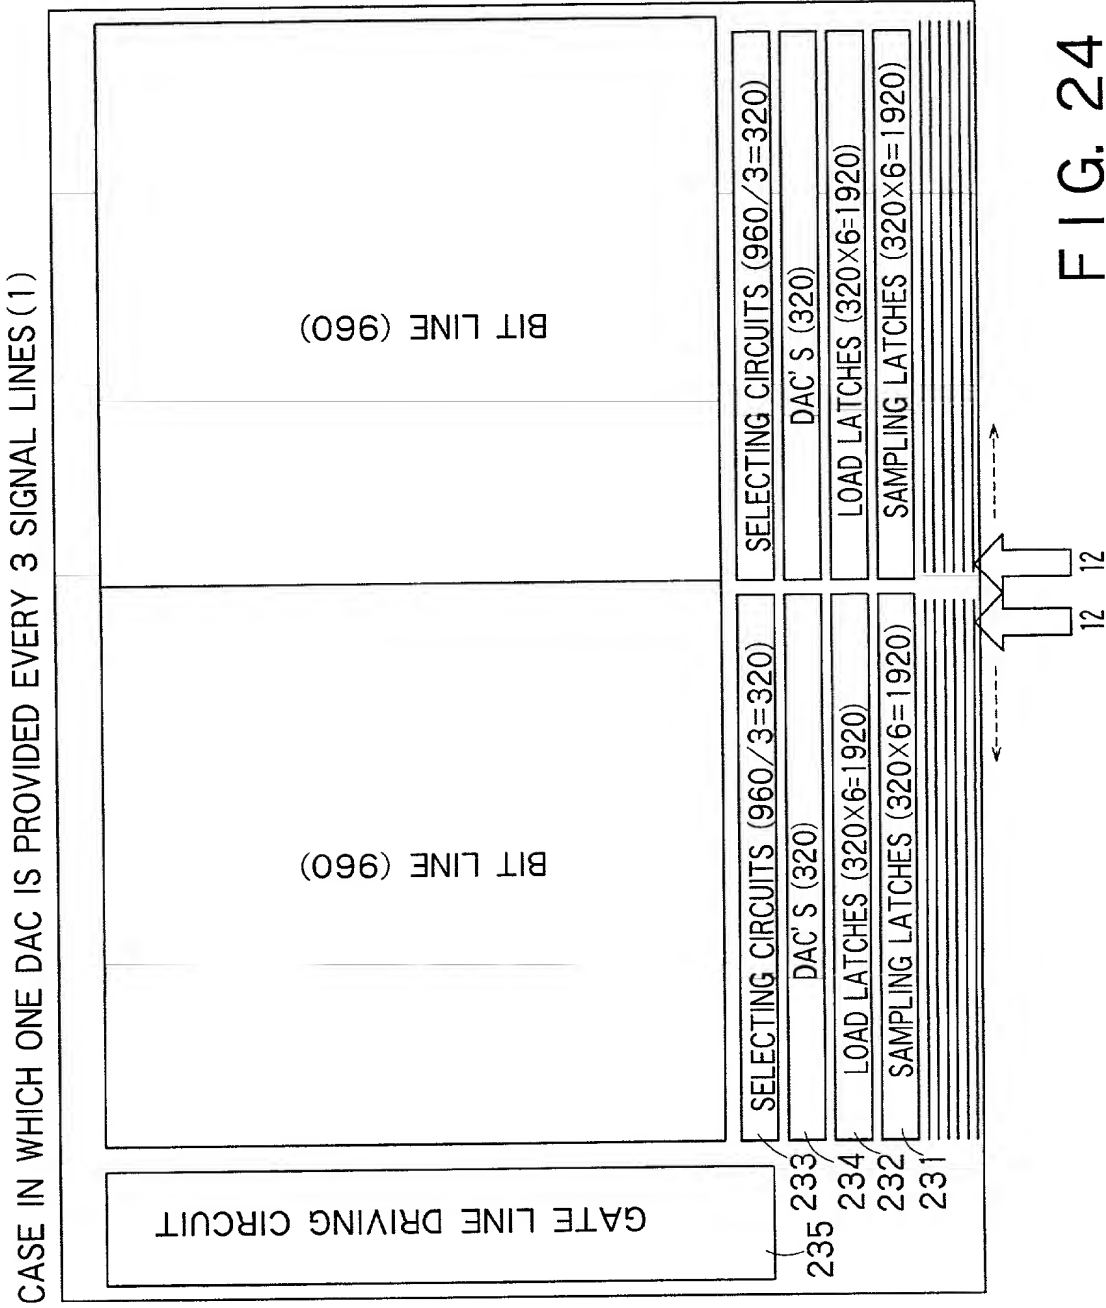 CASE IN WHICH ONE DAC IS PROVIDED EVERY 3 SIGNAL LINES (1)
GATE LINE DRIVING CIRCUIT
235
BIT LINE (960)
BIT LINE (960)
233
SELECTING CIRCUITS (960/3=320)
SELECTING CIRCUITS (960/3=320)
234
DAC'S (320)
DAC'S (320)
232
LOAD LATCHES (320×6=1920)
LOAD LATCHES (320×6=1920)
231
SAMPLING LATCHES (320×6=1920)
SAMPLING LATCHES (320×6=1920)
12
12
FIG. 24